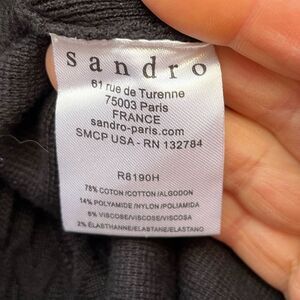 sandro
61 rue de Turenne
75003 Paris
FRANCE
sandro-paris.com
SMCP USA - RN 132784
R8190H
78% COTON/COTTON/ALGODON
14% POLYAMIDE/NYLON/POLIAMIDA
6% VISCOSE/VISCOSE/VISCOSA
2% ÉLASTHANNE/ELASTANE/ELASTANO